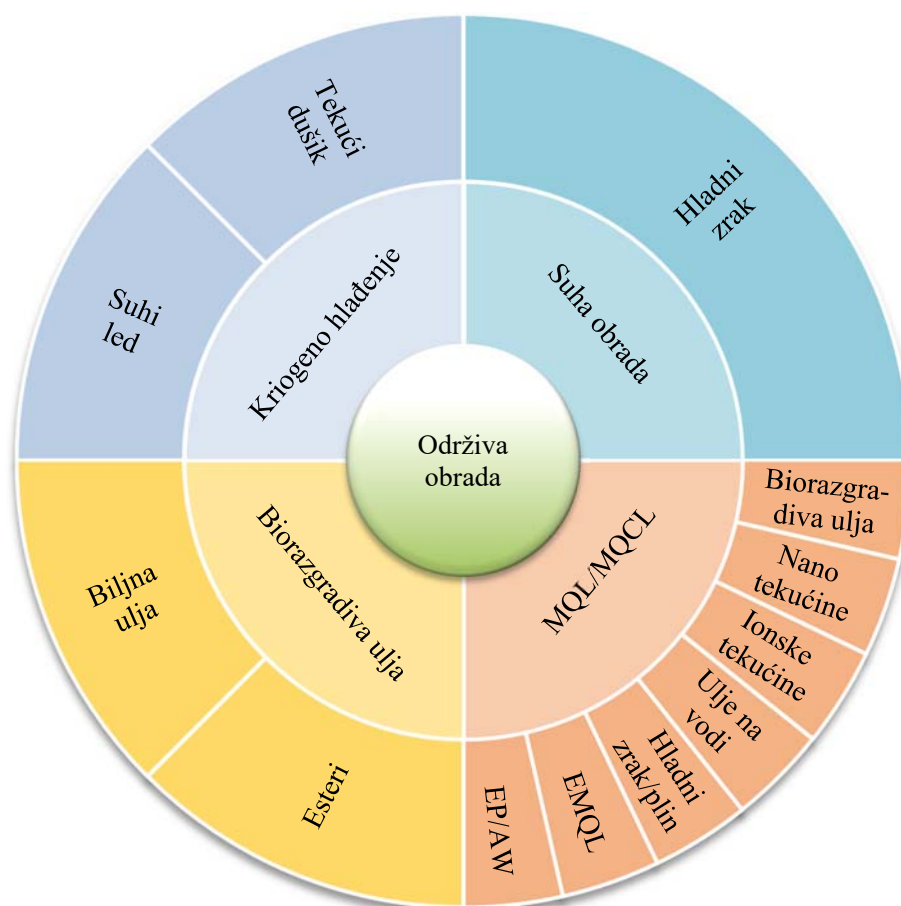 Tekući
dušik
Hladni
zrak
Suhi
led
Kriogeno hlađenje
Suha obrada
Održiva
obrada
Biljna
ulja
Biorazgradiva ulja
MQL/MQCL
Biorazgra-
diva ulja
Nano
tekućine
Ionske
tekućine
Ulje na
vodi
Hladni
zrak/plin
EMQL
EP/AW
Esteri